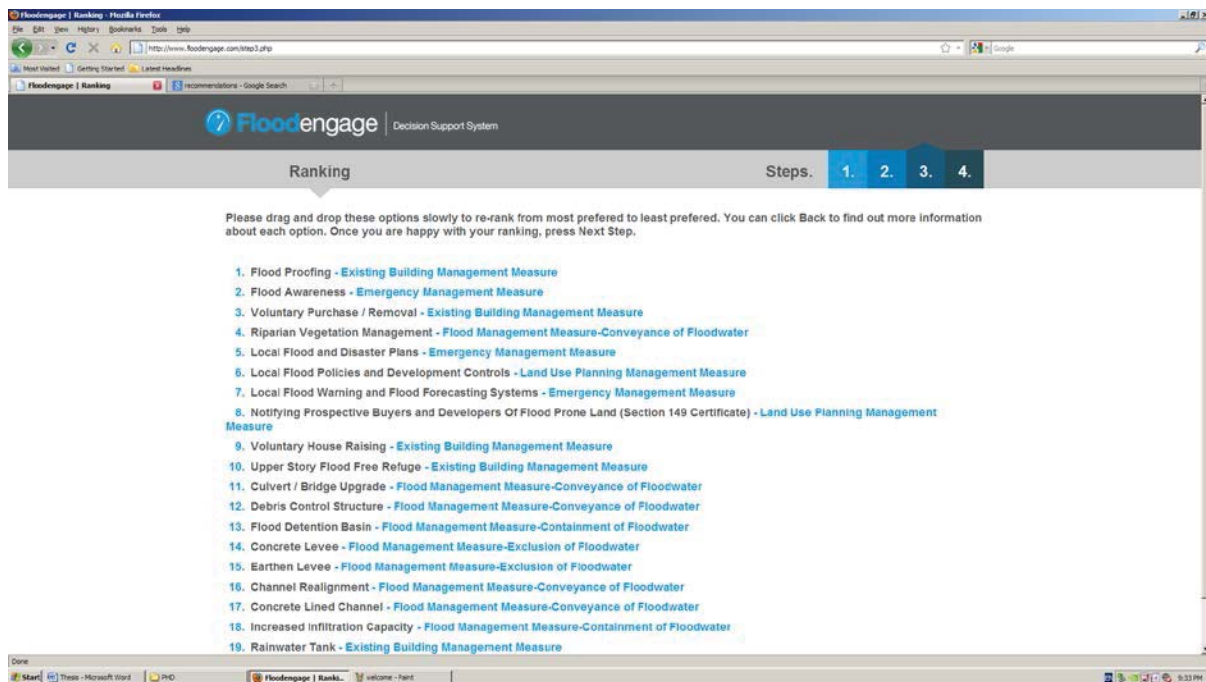 Floodengage | Ranking - Mozilla Firefox
File Edit View History Bookmarks Tools Help
http://www.floodengage.com/step3.php
Google
Most Visited Getting Started Latest Headlines
Floodengage | Ranking recommendations - Google Search
Floodengage | Decision Support System
Ranking Steps. 1. 2. 3. 4.
Please drag and drop these options slowly to re-rank from most prefered to least prefered. You can click Back to find out more information
about each option. Once you are happy with your ranking, press Next Step.
1. Flood Proofing - Existing Building Management Measure
2. Flood Awareness - Emergency Management Measure
3. Voluntary Purchase / Removal - Existing Building Management Measure
4. Riparian Vegetation Management - Flood Management Measure-Conveyance of Floodwater
5. Local Flood and Disaster Plans - Emergency Management Measure
6. Local Flood Policies and Development Controls - Land Use Planning Management Measure
7. Local Flood Warning and Flood Forecasting Systems - Emergency Management Measure
8. Notifying Prospective Buyers and Developers Of Flood Prone Land (Section 149 Certificate) - Land Use Planning Management
Measure
9. Voluntary House Raising - Existing Building Management Measure
10. Upper Story Flood Free Refuge - Existing Building Management Measure
11. Culvert / Bridge Upgrade - Flood Management Measure-Conveyance of Floodwater
12. Debris Control Structure - Flood Management Measure-Conveyance of Floodwater
13. Flood Detention Basin - Flood Management Measure-Containment of Floodwater
14. Concrete Levee - Flood Management Measure-Exclusion of Floodwater
15. Earthen Levee - Flood Management Measure-Exclusion of Floodwater
16. Channel Realignment - Flood Management Measure-Conveyance of Floodwater
17. Concrete Lined Channel - Flood Management Measure-Conveyance of Floodwater
18. Increased Infiltration Capacity - Flood Management Measure-Containment of Floodwater
19. Rainwater Tank - Existing Building Management Measure
Done
Start Thesis - Microsoft Word PHD Floodengage | Ranki... welcome - Paint 9:33 PM